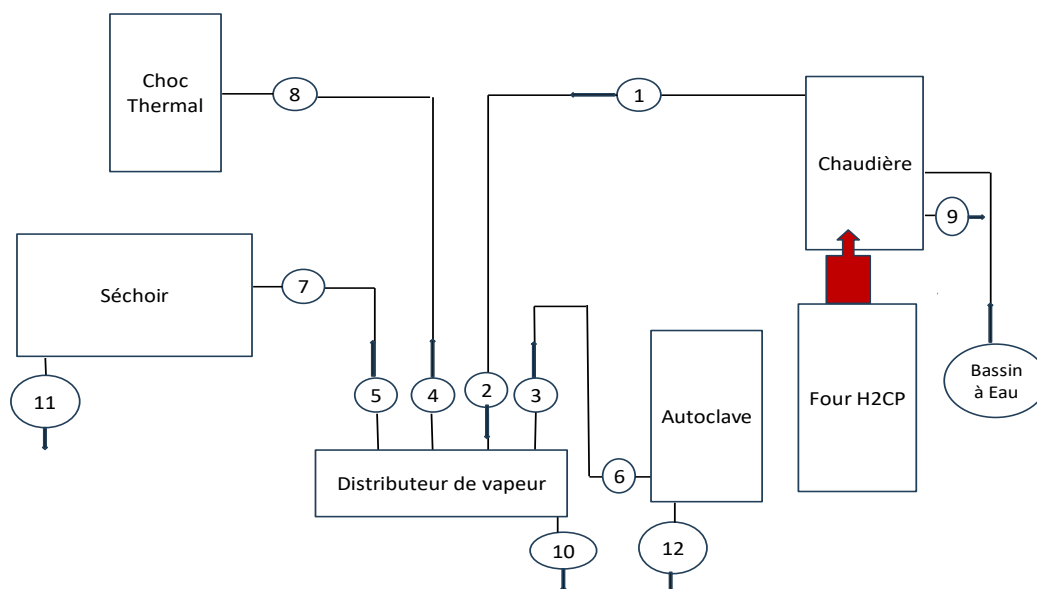 Choc
Thermal
8
1
Chaudière
9
7
Séchoir
11
5
4
2
3
Bassin
à Eau
Four H2CP
Autoclave
6
Distributeur de vapeur
10
12